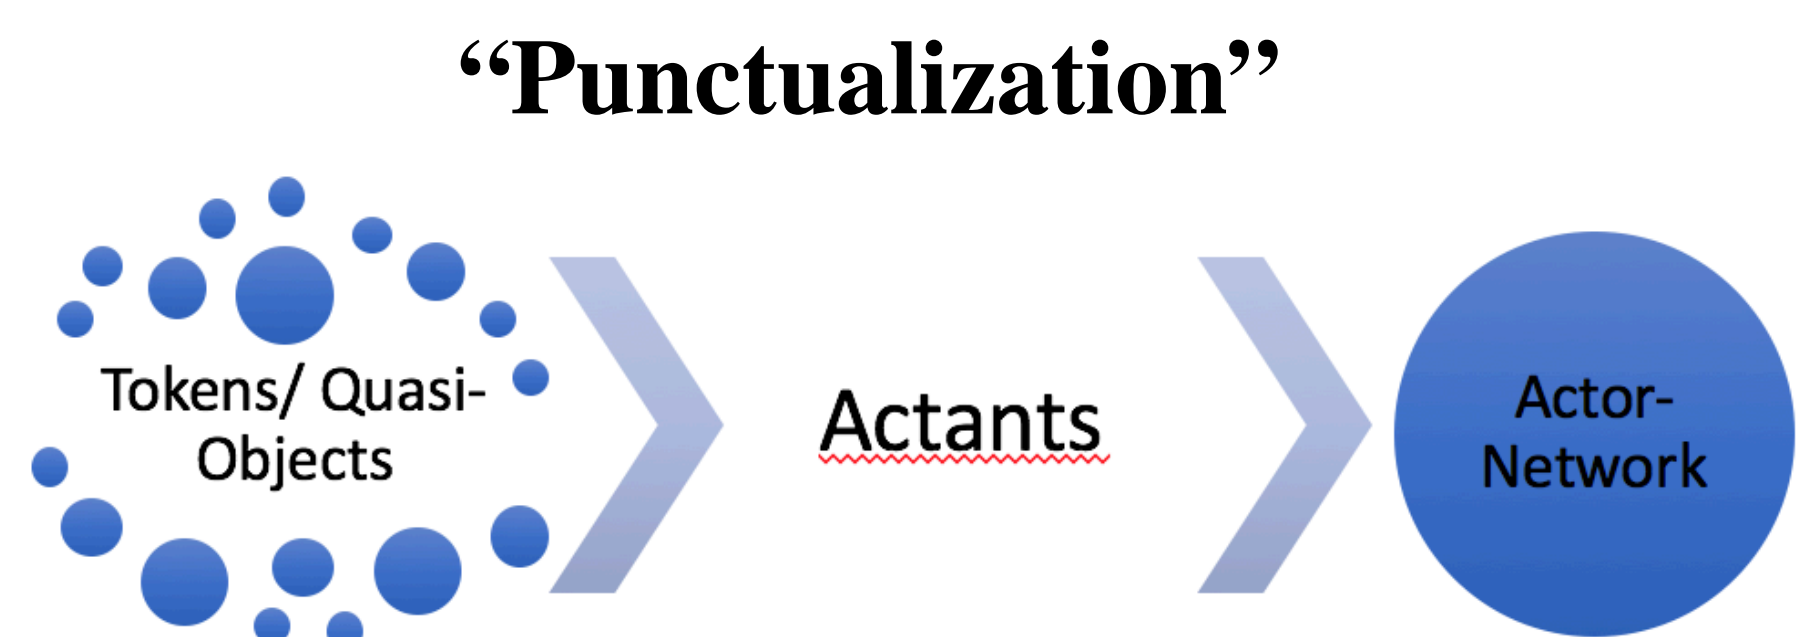 “Punctualization”
Tokens/ Quasi-
Objects
Actants
Actor-
Network